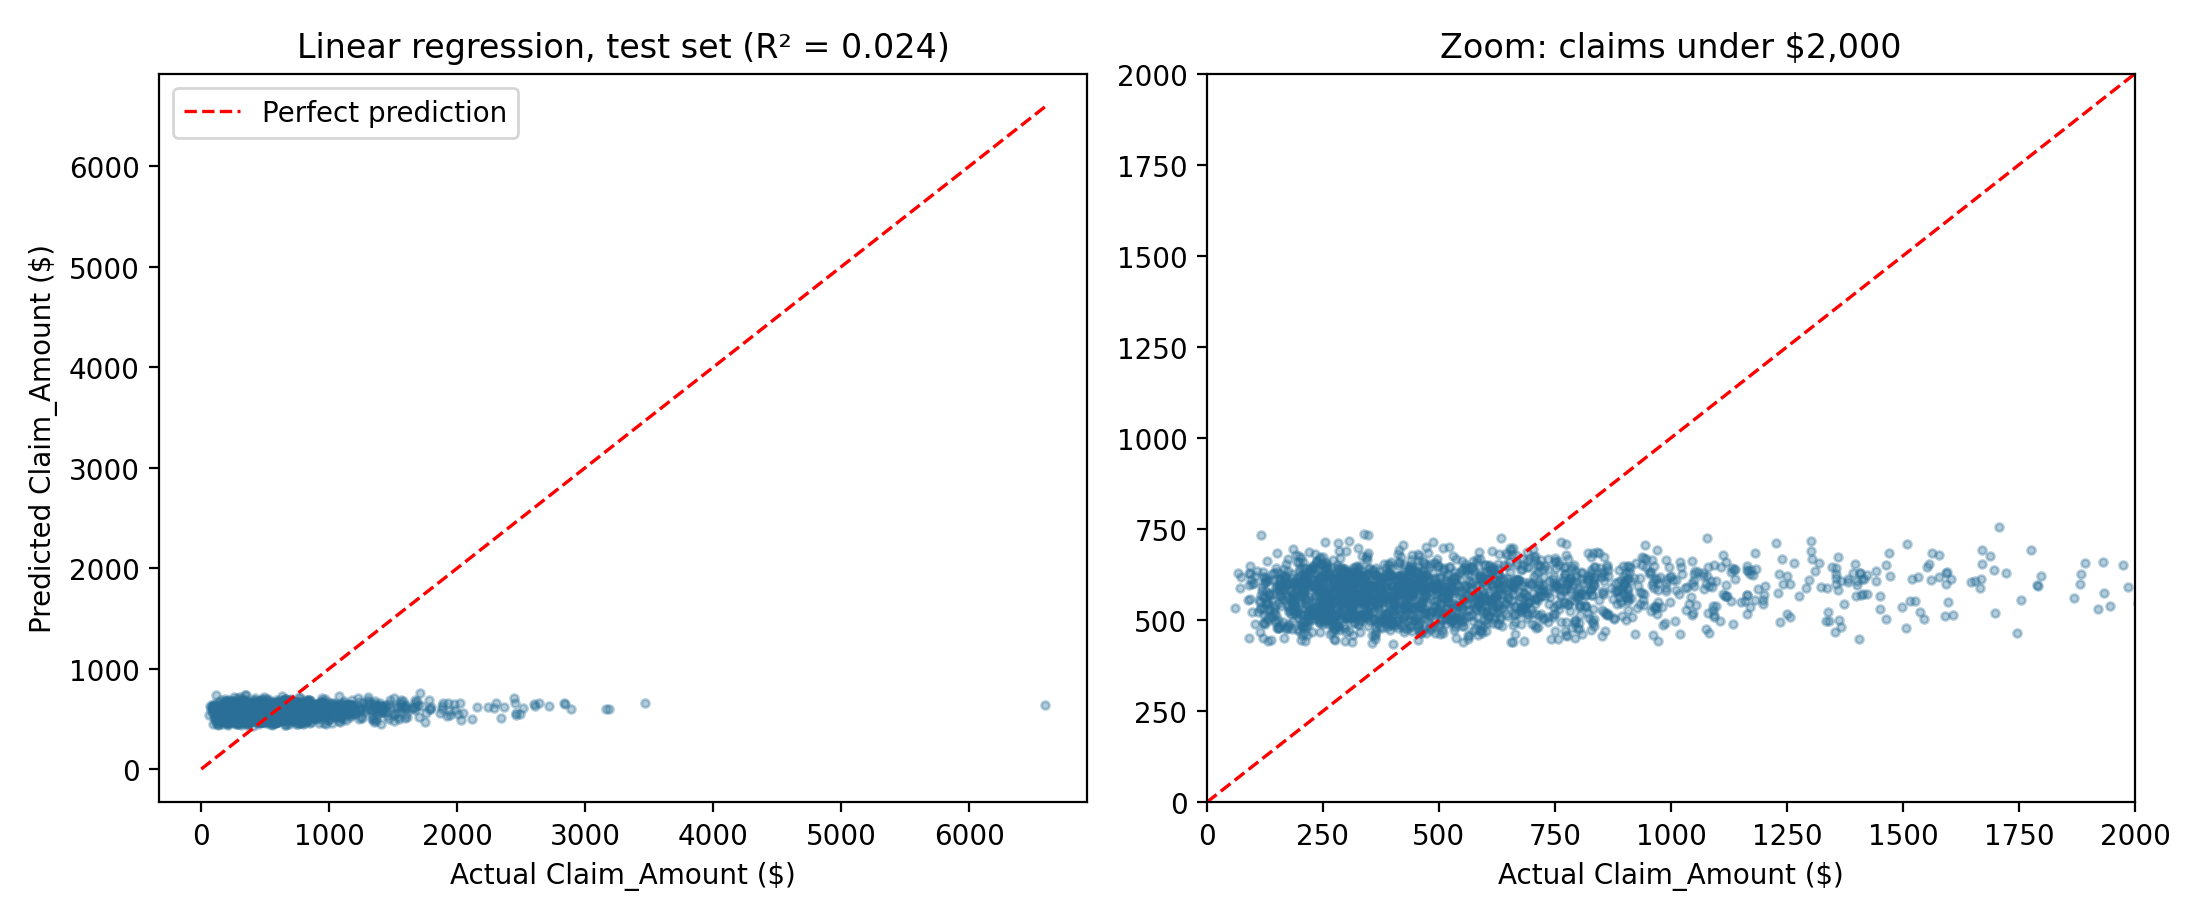 Linear regression, test set (R² = 0.024)
Perfect prediction
Predicted Claim_Amount ($)
6000
5000
4000
3000
2000
1000
0
0 1000 2000 3000 4000 5000 6000
Actual Claim_Amount ($)
Zoom: claims under $2,000
2000
1750
1500
1250
1000
750
500
250
0
0 250 500 750 1000 1250 1500 1750 2000
Actual Claim_Amount ($)